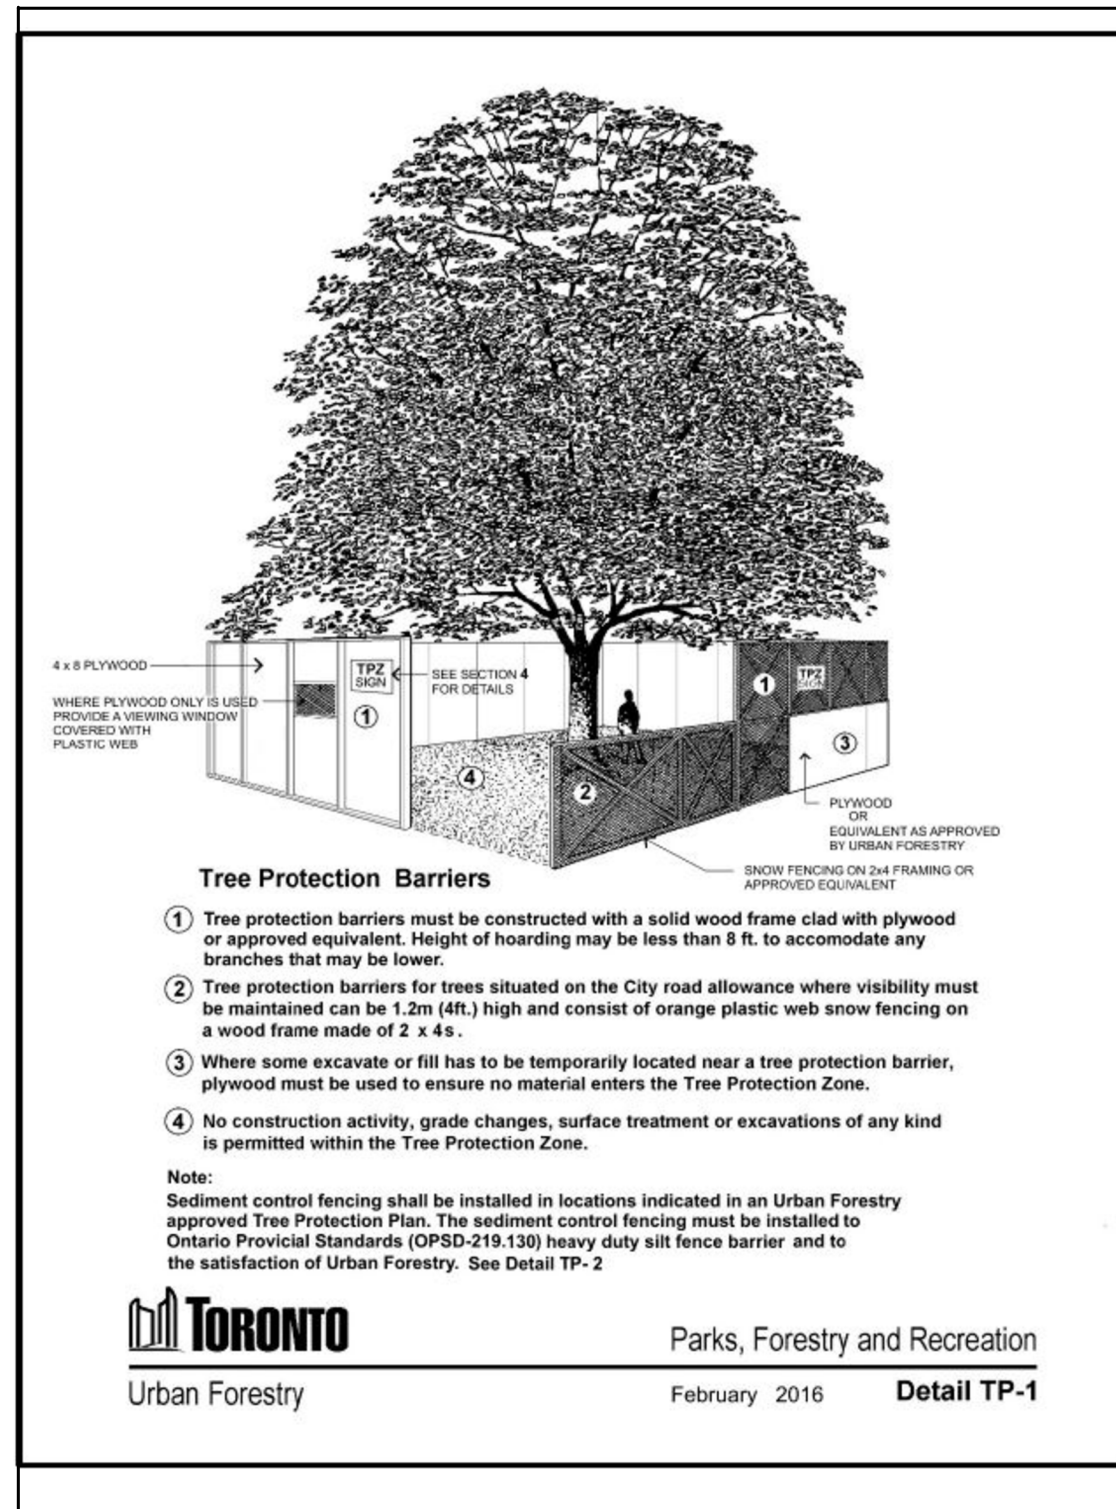 4 x 8 PLYWOOD
WHERE PLYWOOD ONLY IS USED
PROVIDE A VIEWING WINDOW
COVERED WITH
PLASTIC WEB
TPZ
SIGN
1
SEE SECTION 4
FOR DETAILS
4
2
1
TPZ
SIGN
3
PLYWOOD
OR
EQUIVALENT AS APPROVED
BY URBAN FORESTRY
SNOW FENCING ON 2x4 FRAMING OR
APPROVED EQUIVALENT
Tree Protection Barriers
1 Tree protection barriers must be constructed with a solid wood frame clad with plywood
or approved equivalent. Height of hoarding may be less than 8 ft. to accomodate any
branches that may be lower.
2 Tree protection barriers for trees situated on the City road allowance where visibility must
be maintained can be 1.2m (4ft.) high and consist of orange plastic web snow fencing on
a wood frame made of 2 x 4s.
3 Where some excavate or fill has to be temporarily located near a tree protection barrier,
plywood must be used to ensure no material enters the Tree Protection Zone.
4 No construction activity, grade changes, surface treatment or excavations of any kind
is permitted within the Tree Protection Zone.
Note:
Sediment control fencing shall be installed in locations indicated in an Urban Forestry
approved Tree Protection Plan. The sediment control fencing must be installed to
Ontario Provicial Standards (OPSD-219.130) heavy duty silt fence barrier and to
the satisfaction of Urban Forestry. See Detail TP- 2
TORONTO
Parks, Forestry and Recreation
Urban Forestry
February 2016
Detail TP-1